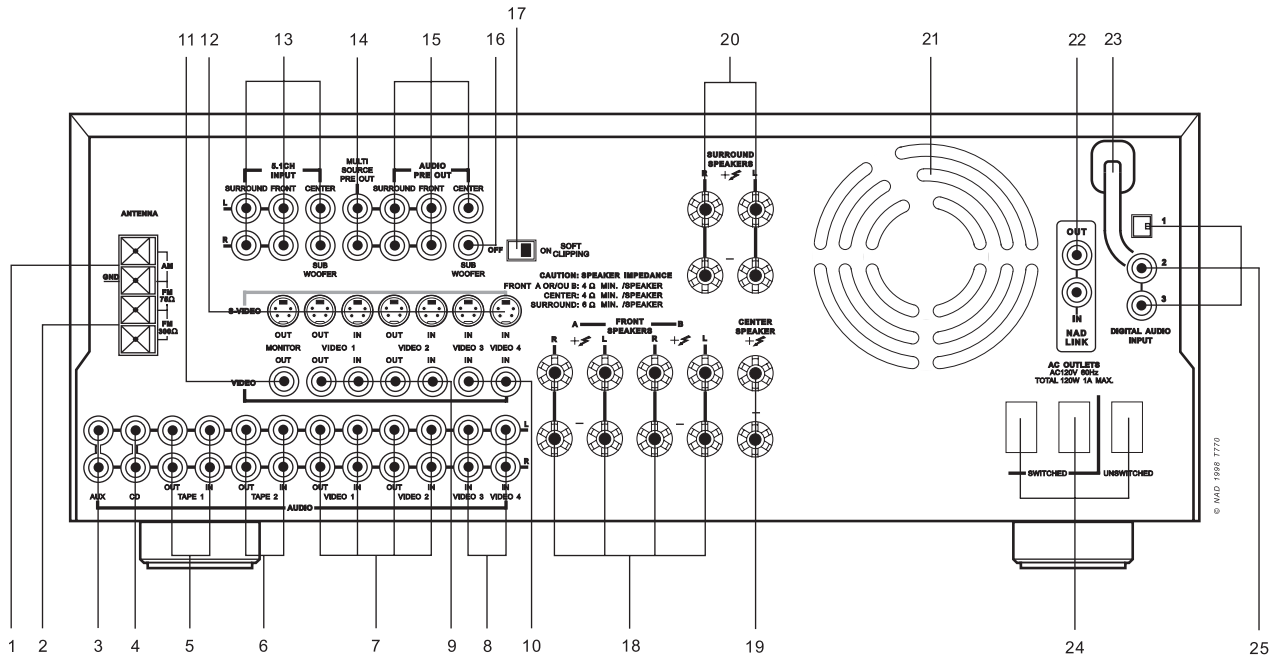 17
11 12 13 14 15 16 20 21 22 23
5.1CH INPUT
MULTI SOURCE PRE OUT
AUDIO PRE OUT
SURROUND FRONT CENTER SURROUND FRONT CENTER
L
R
SUB WOOFER
SUB WOOFER
OFF ON SOFT CLIPPING
SURROUND SPEAKERS
R + L
–
ANTENNA
AM
GND
FM 75Ω
FM 300Ω
CAUTION: SPEAKER IMPEDANCE
FRONT A OR/OU B: 4 Ω MIN. /SPEAKER
CENTER: 4 Ω MIN. /SPEAKER
SURROUND: 6 Ω MIN. /SPEAKER
S-VIDEO
OUT OUT IN OUT IN IN IN
MONITOR VIDEO 1 VIDEO 2 VIDEO 3 VIDEO 4
OUT OUT IN OUT IN IN IN
VIDEO
A FRONT SPEAKERS B
R + L R + L
– –
CENTER SPEAKER
+
–
OUT
IN
NAD LINK
1
2
3
DIGITAL AUDIO INPUT
AC OUTLETS
AC120V 60Hz
TOTAL 120W 1A MAX.
SWITCHED UNSWITCHED
L
R
OUT IN OUT IN OUT IN OUT IN IN IN
AUX CD TAPE 1 TAPE 2 VIDEO 1 VIDEO 2 VIDEO 3 VIDEO 4
AUDIO
© NAD 1998 T770
1 2 3 4 5 6 7 9 8 10 18 19 24 25